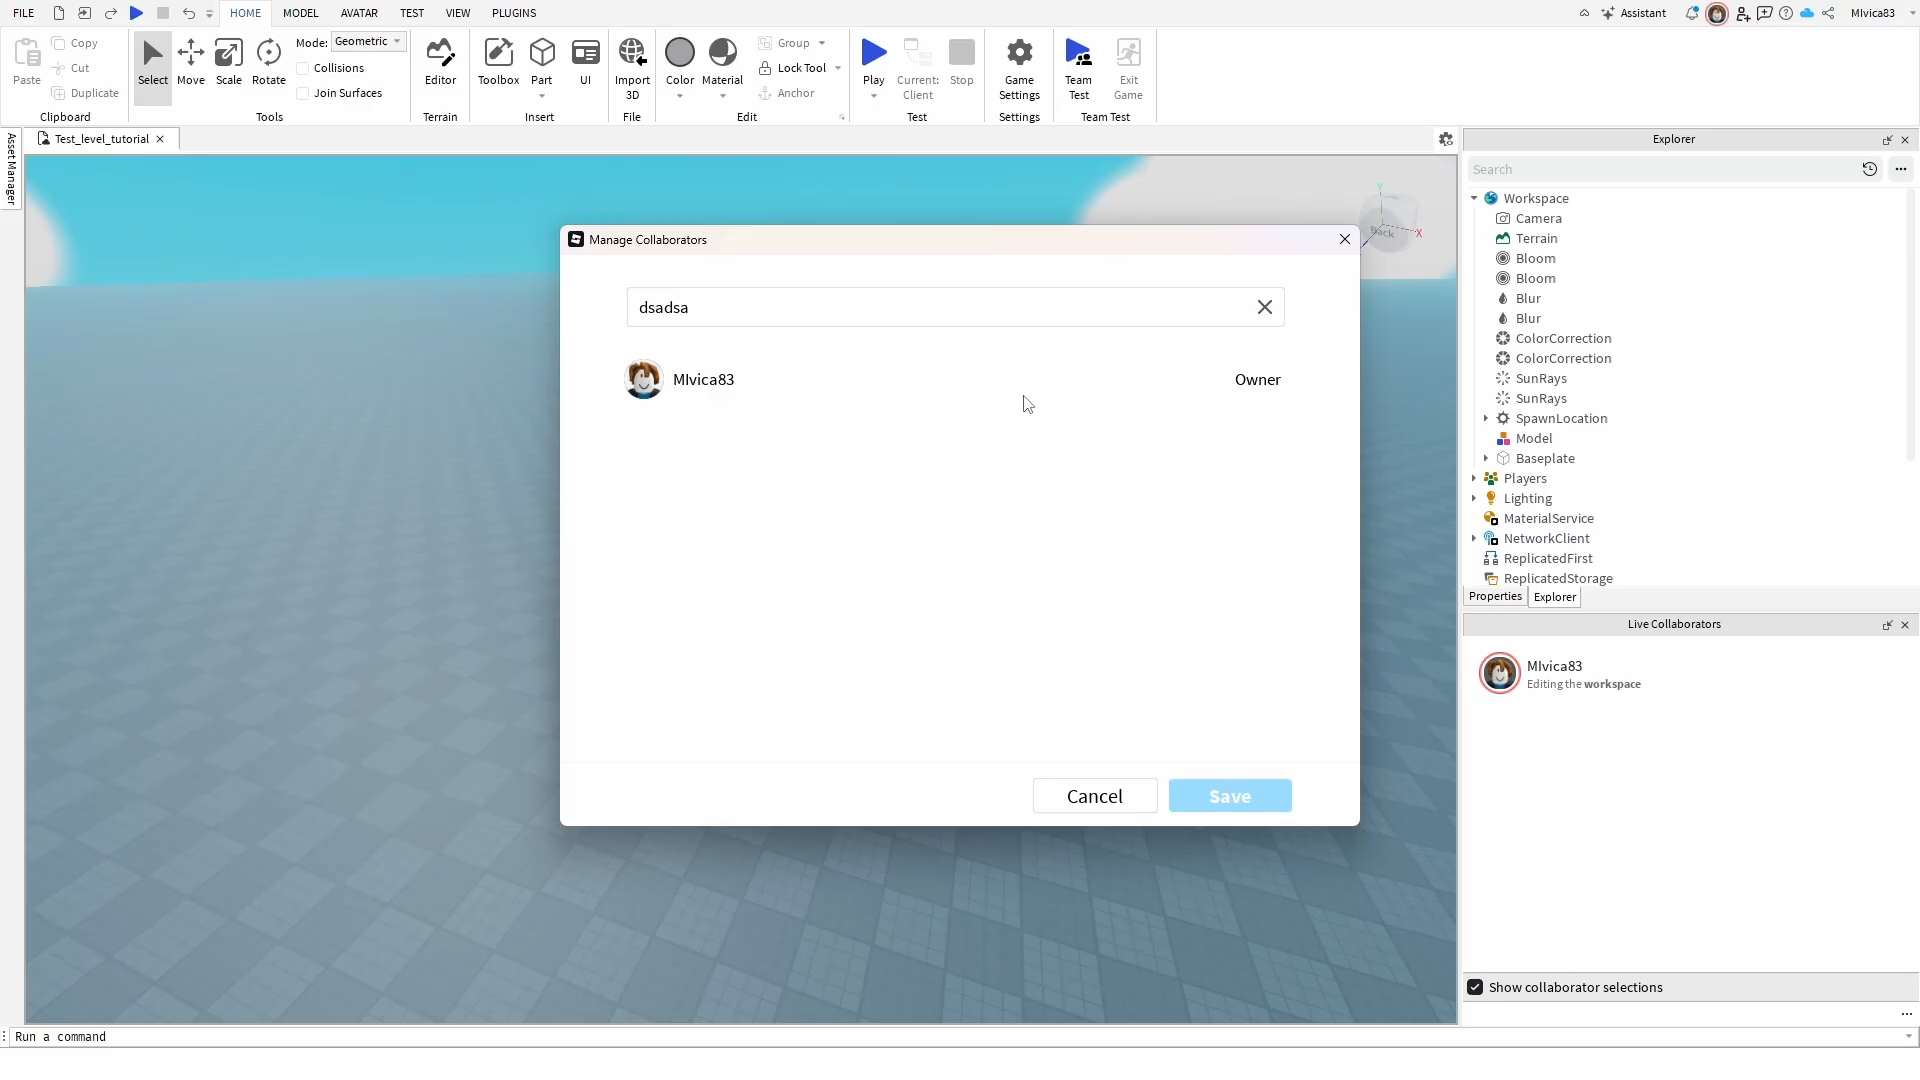 FILE HOME MODEL AVATAR TEST VIEW PLUGINS Assistant MIvica83
Paste Copy Cut Duplicate Clipboard
Select Move Scale Rotate Mode: Geometric Collisions Join Surfaces Tools
Editor Terrain
Toolbox Part UI Insert
Import 3D File
Color Material Group Lock Tool Anchor Edit
Play Current: Client Stop Test
Game Settings Settings
Team Test Exit Game Team Test
Asset Manager
Test_level_tutorial
Back
Y
X
Manage Collaborators
dsadsa
MIvica83 Owner
Cancel Save
Explorer
Search
Workspace
Camera
Terrain
Bloom
Bloom
Blur
Blur
ColorCorrection
ColorCorrection
SunRays
SunRays
SpawnLocation
Model
Baseplate
Players
Lighting
MaterialService
NetworkClient
ReplicatedFirst
ReplicatedStorage
Properties Explorer
Live Collaborators
MIvica83
Editing the workspace
Show collaborator selections
Run a command